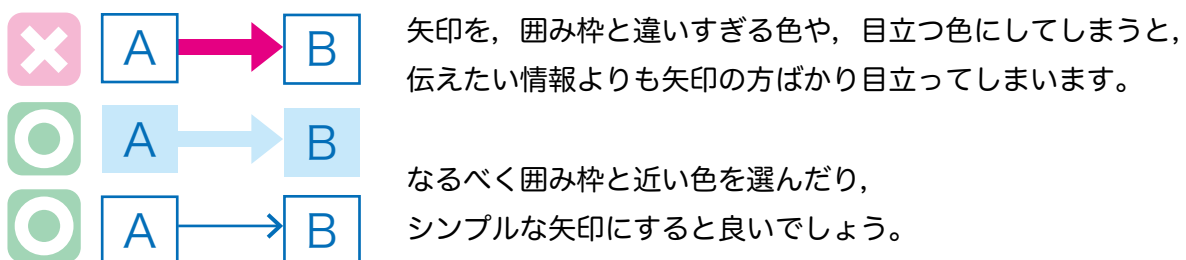 A B
矢印を，囲み枠と違いすぎる色や，目立つ色にしてしまうと，
伝えたい情報よりも矢印の方ばかり目立ってしまいます。
A B
なるべく囲み枠と近い色を選んだり，
シンプルな矢印にすると良いでしょう。
A B